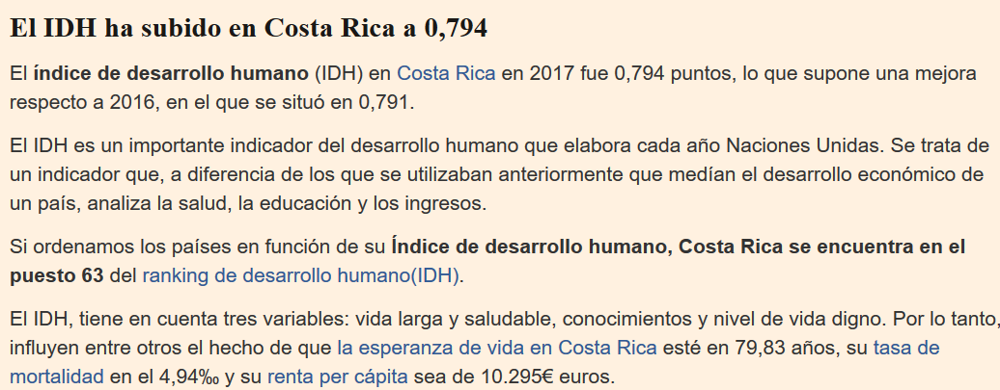 El IDH ha subido en Costa Rica a 0,794
El índice de desarrollo humano (IDH) en Costa Rica en 2017 fue 0,794 puntos, lo que supone una mejora
respecto a 2016, en el que se situó en 0,791.
El IDH es un importante indicador del desarrollo humano que elabora cada año Naciones Unidas. Se trata de
un indicador que, a diferencia de los que se utilizaban anteriormente que medían el desarrollo económico de
un país, analiza la salud, la educación y los ingresos.
Si ordenamos los países en función de su Índice de desarrollo humano, Costa Rica se encuentra en el
puesto 63 del ranking de desarrollo humano(IDH).
El IDH, tiene en cuenta tres variables: vida larga y saludable, conocimientos y nivel de vida digno. Por lo tanto,
influyen entre otros el hecho de que la esperanza de vida en Costa Rica esté en 79,83 años, su tasa de
mortalidad en el 4,94‰ y su renta per cápita sea de 10.295€ euros.